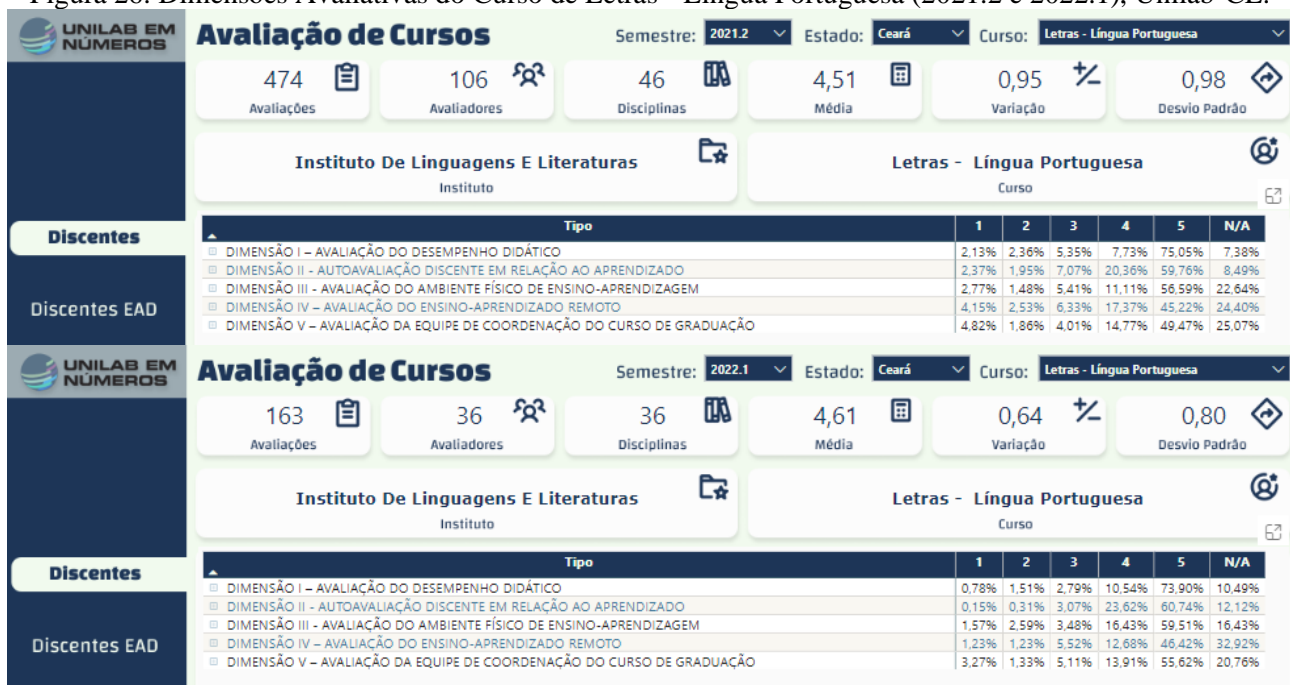 Figura 28: Dimensões Avaliativas do Curso de Letras - Língua Portuguesa (2021.2 e 2022.1), Unilab-CE.
UNILAB EM NÚMEROS
Avaliação de Cursos Semestre: 2021.2 Estado: Ceará Curso: Letras - Língua Portuguesa
474 106 46 4,51 0,95 0,98
Avaliações Avaliadores Disciplinas Média Variação Desvio Padrão
Instituto De Linguagens E Literaturas Letras - Língua Portuguesa
Instituto Curso
Discentes
Discentes EAD
Tipo 1 2 3 4 5 N/A
DIMENSÃO I – AVALIAÇÃO DO DESEMPENHO DIDÁTICO 2,13% 2,36% 5,35% 7,73% 75,05% 7,38%
DIMENSÃO II - AUTOAVALIAÇÃO DISCENTE EM RELAÇÃO AO APRENDIZADO 2,37% 1,95% 7,07% 20,36% 59,76% 8,49%
DIMENSÃO III - AVALIAÇÃO DO AMBIENTE FÍSICO DE ENSINO-APRENDIZAGEM 2,77% 1,48% 5,41% 11,11% 56,59% 22,64%
DIMENSÃO IV – AVALIAÇÃO DO ENSINO-APRENDIZADO REMOTO 4,15% 2,53% 6,33% 17,37% 45,22% 24,40%
DIMENSÃO V – AVALIAÇÃO DA EQUIPE DE COORDENAÇÃO DO CURSO DE GRADUAÇÃO 4,82% 1,86% 4,01% 14,77% 49,47% 25,07%
UNILAB EM NÚMEROS
Avaliação de Cursos Semestre: 2022.1 Estado: Ceará Curso: Letras - Língua Portuguesa
163 36 36 4,61 0,64 0,80
Avaliações Avaliadores Disciplinas Média Variação Desvio Padrão
Instituto De Linguagens E Literaturas Letras - Língua Portuguesa
Instituto Curso
Discentes
Discentes EAD
Tipo 1 2 3 4 5 N/A
DIMENSÃO I – AVALIAÇÃO DO DESEMPENHO DIDÁTICO 0,78% 1,51% 2,79% 10,54% 73,90% 10,49%
DIMENSÃO II - AUTOAVALIAÇÃO DISCENTE EM RELAÇÃO AO APRENDIZADO 0,15% 0,31% 3,07% 23,62% 60,74% 12,12%
DIMENSÃO III - AVALIAÇÃO DO AMBIENTE FÍSICO DE ENSINO-APRENDIZAGEM 1,57% 2,59% 3,48% 16,43% 59,51% 16,43%
DIMENSÃO IV – AVALIAÇÃO DO ENSINO-APRENDIZADO REMOTO 1,23% 1,23% 5,52% 12,68% 46,42% 32,92%
DIMENSÃO V – AVALIAÇÃO DA EQUIPE DE COORDENAÇÃO DO CURSO DE GRADUAÇÃO 3,27% 1,33% 5,11% 13,91% 55,62% 20,76%